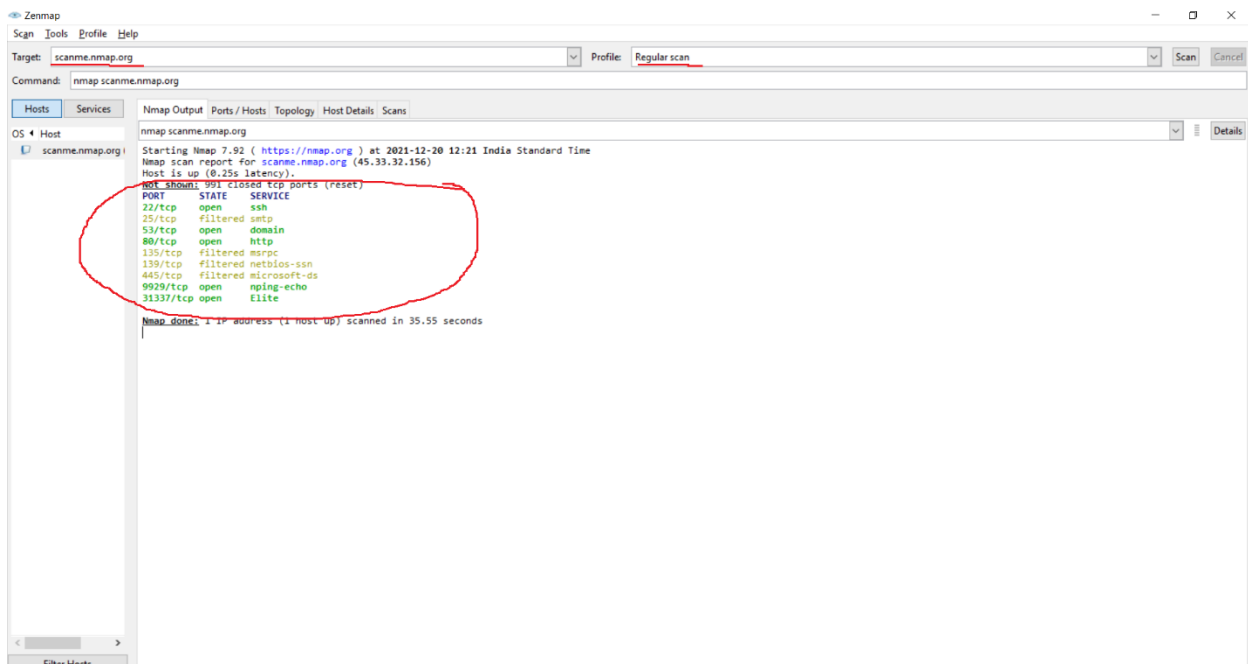 Zenmap
Scan Tools Profile Help
Target: scanme.nmap.org Profile: Regular scan Scan Cancel
Command: nmap scanme.nmap.org
Hosts Services Nmap Output Ports / Hosts Topology Host Details Scans
OS Host nmap scanme.nmap.org Details
scanme.nmap.org
Starting Nmap 7.92 ( https://nmap.org ) at 2021-12-20 12:21 India Standard Time
Nmap scan report for scanme.nmap.org (45.33.32.156)
Host is up (0.25s latency).
Not shown: 991 closed tcp ports (reset)
PORT STATE SERVICE
22/tcp open ssh
25/tcp filtered smtp
53/tcp open domain
80/tcp open http
135/tcp filtered msrpc
139/tcp filtered netbios-ssn
445/tcp filtered microsoft-ds
9929/tcp open nping-echo
31337/tcp open Elite
Nmap done: 1 IP address (1 host up) scanned in 35.55 seconds
Filter Hosts